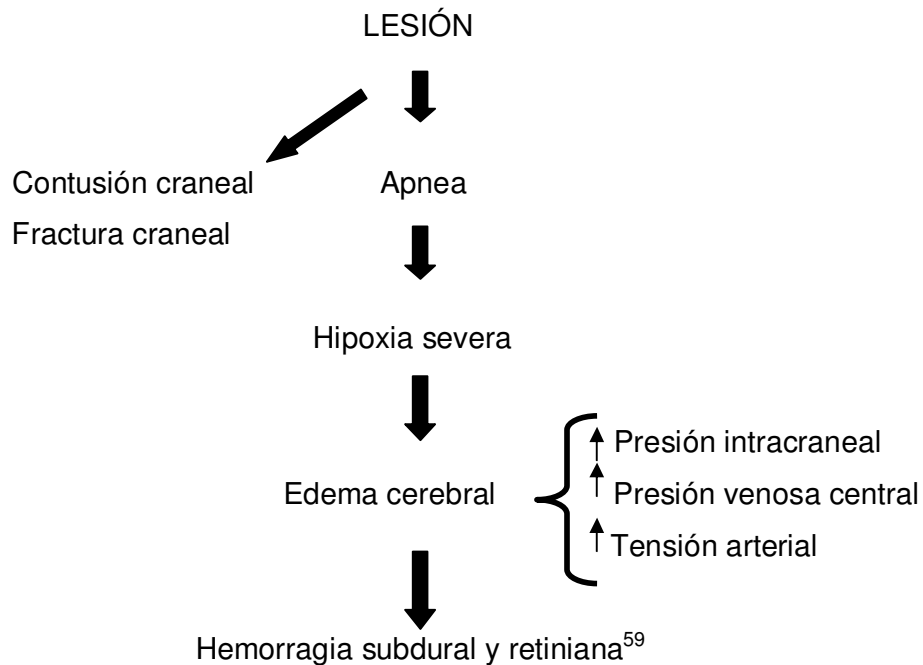 LESIÓN
Contusión craneal
Apnea
Fractura craneal
Hipoxia severa
Presión intracraneal
Edema cerebral
Presión venosa central
Tensión arterial
Hemorragia subdural y retiniana⁵⁹